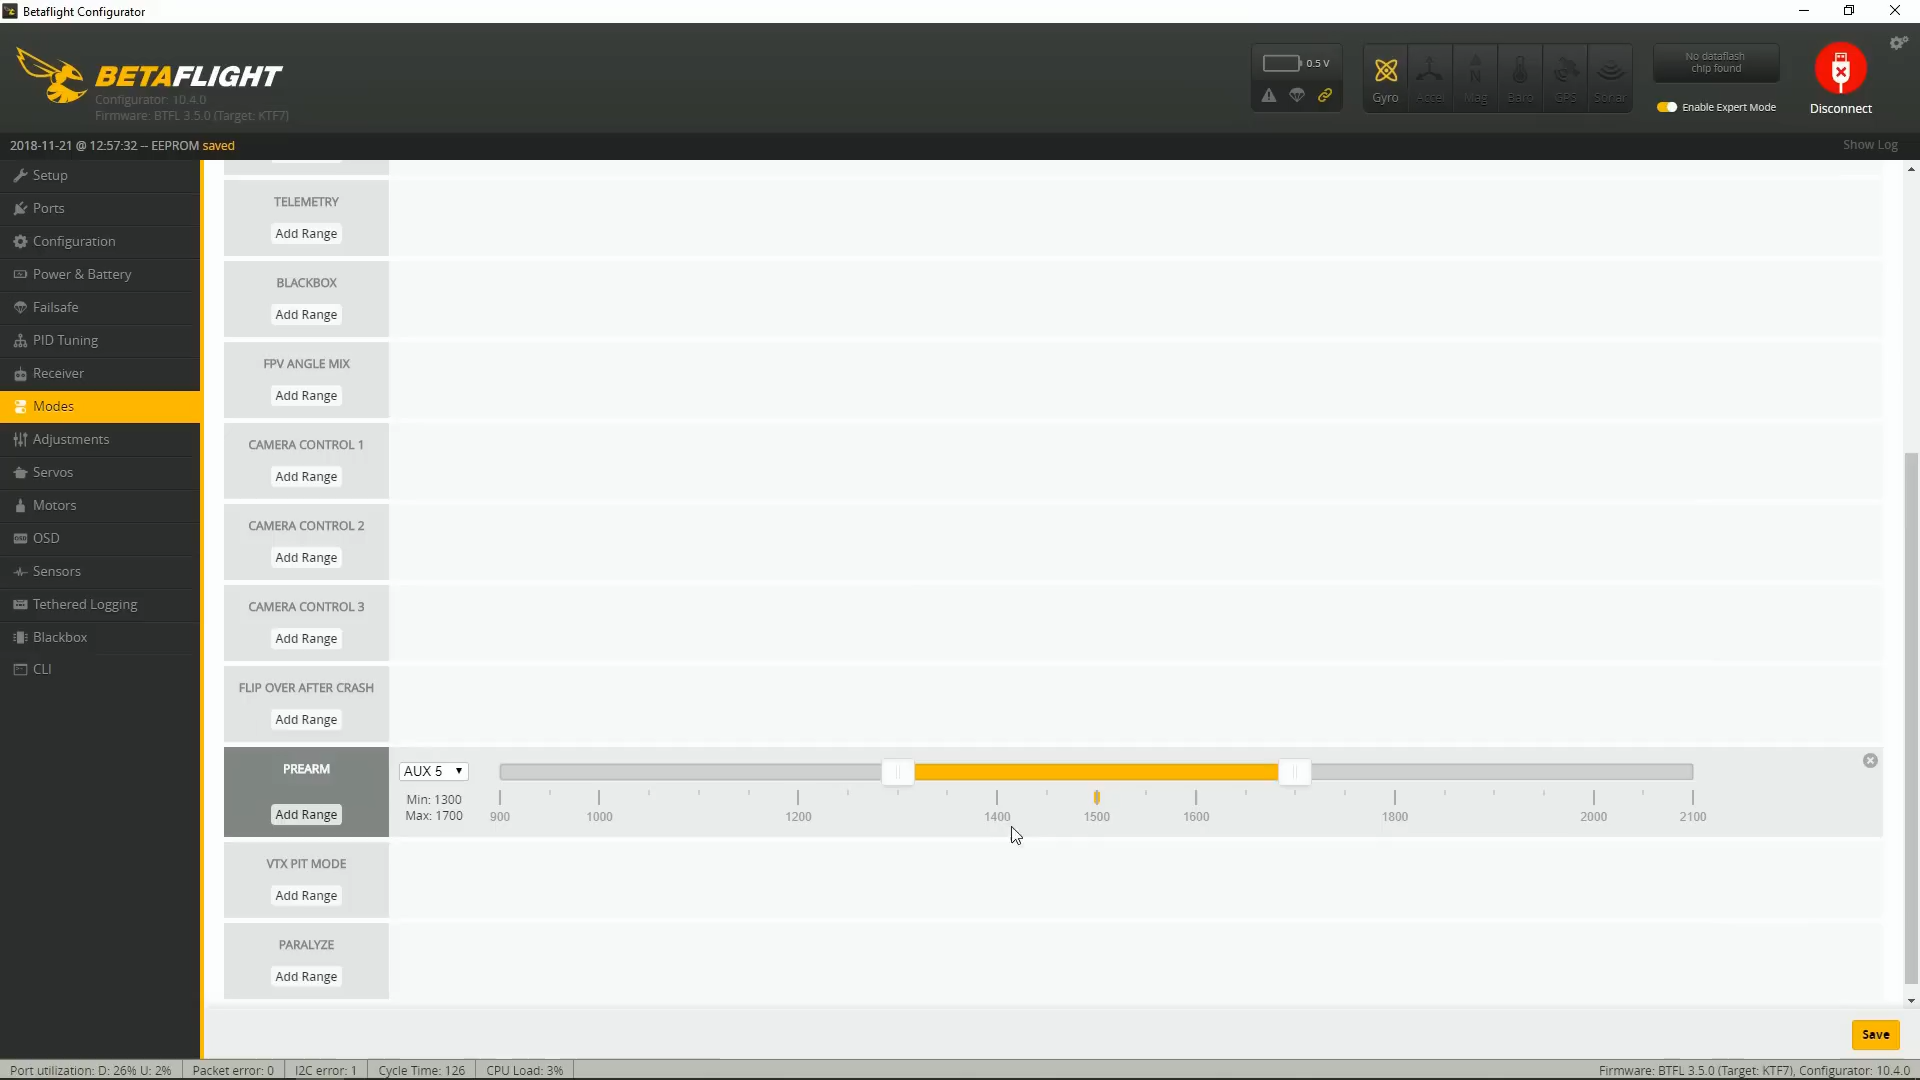 Betaflight Configurator
BETAFLIGHT
Configurator: 10.4.0
Firmware: BTFL 3.5.0 (Target: KTF7)
0.5 V
Gyro
Accel
Mag
Baro
GPS
Sonar
No dataflash
chip found
Enable Expert Mode
Disconnect
2018-11-21 @ 12:57:32 -- EEPROM saved
Show Log
Setup
Ports
Configuration
Power & Battery
Failsafe
PID Tuning
Receiver
Modes
Adjustments
Servos
Motors
OSD
Sensors
Tethered Logging
Blackbox
CLI
TELEMETRY
Add Range
BLACKBOX
Add Range
FPV ANGLE MIX
Add Range
CAMERA CONTROL 1
Add Range
CAMERA CONTROL 2
Add Range
CAMERA CONTROL 3
Add Range
FLIP OVER AFTER CRASH
Add Range
PREARM
Add Range
AUX 5
Min: 1300
Max: 1700
900 1000 1200 1400 1500 1600 1800 2000 2100
VTX PIT MODE
Add Range
PARALYZE
Add Range
Save
Port utilization: D: 26% U: 2% Packet error: 0 I2C error: 1 Cycle Time: 126 CPU Load: 3% Firmware: BTFL 3.5.0 (Target: KTF7), Configurator: 10.4.0